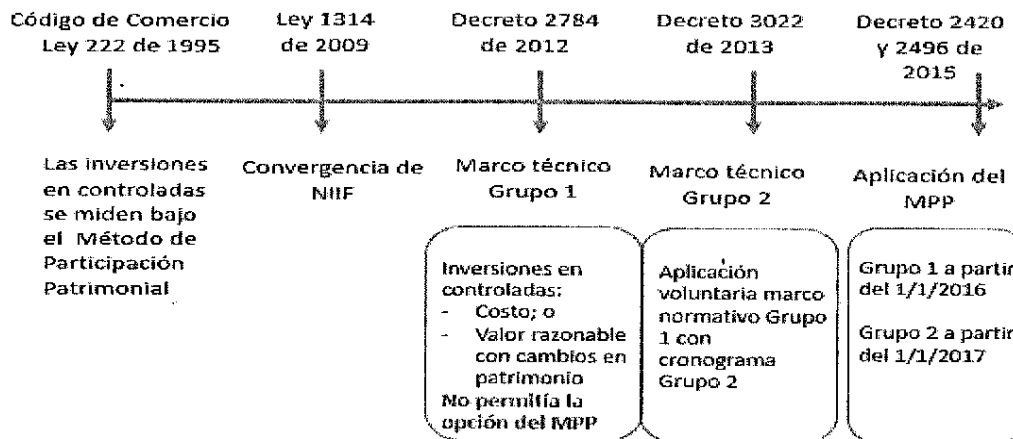 Código de Comercio
Ley 222 de 1995
Ley 1314
de 2009
Decreto 2784
de 2012
Decreto 3022
de 2013
Decreto 2420
y 2496 de
2015
Las inversiones
en controladas
se miden bajo
el Método de
Participación
Patrimonial
Convergencia de
NIIF
Marco técnico
Grupo 1
Marco técnico
Grupo 2
Aplicación del
MPP
Inversiones en
controladas:
- Costo; o
- Valor razonable
con cambios en
patrimonio
No permitía la
opción del MPP
Aplicación
voluntaria marco
normativo Grupo
1 con
cronograma
Grupo 2
Grupo 1 a partir
del 1/1/2016
Grupo 2 a partir
del 1/1/2017